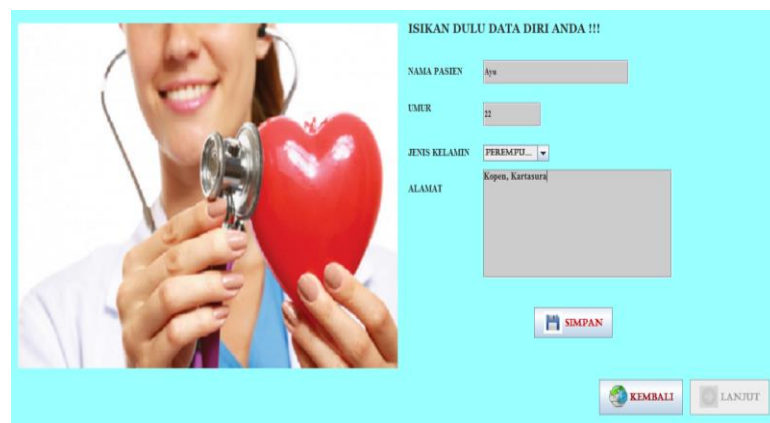 ISIKAN DULU DATA DIRI ANDA !!!
NAMA PASIEN Ayu
UMUR 22
JENIS KELAMIN PEREMPU...
ALAMAT Kopen, Kartasura
SIMPAN
KEMBALI LANJUT